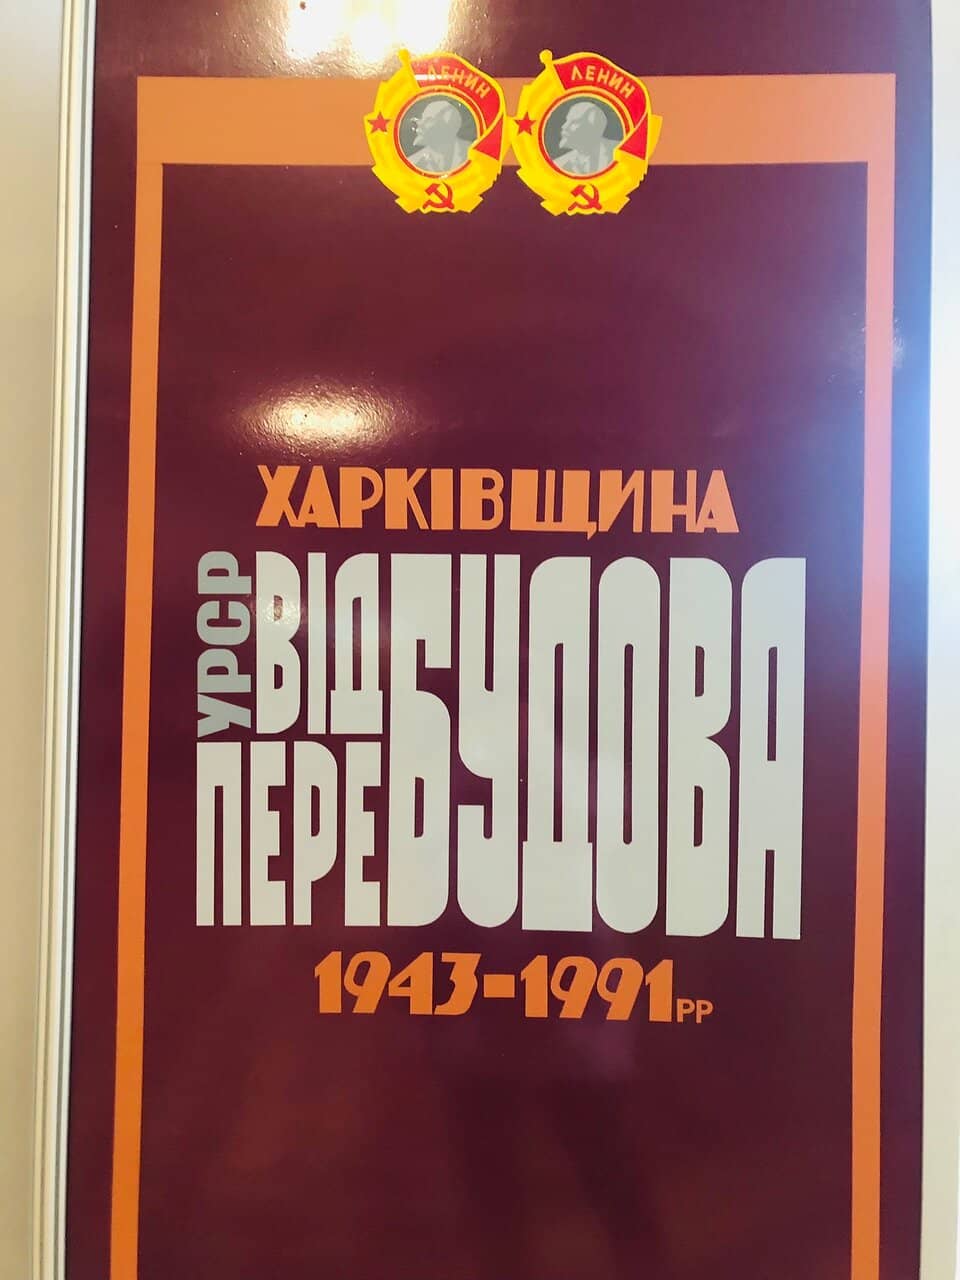 ЛЕНИН ЛЕНИН
ХАРКІВЩИНА
УРСР
ВІДБУДОВА
ПЕРЕБУДОВА
1943-1991рр